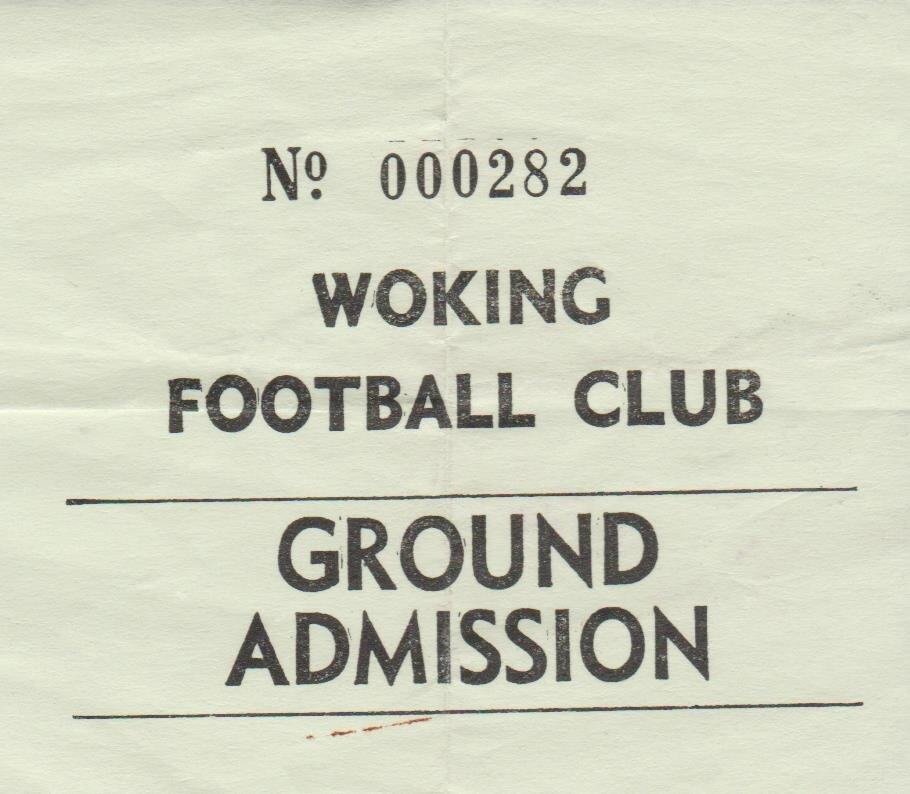 Nº 000282
WOKING
FOOTBALL CLUB
GROUND
ADMISSION